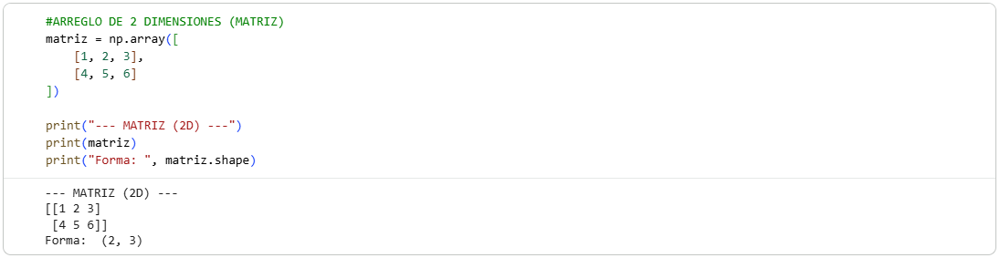 #ARREGLO DE 2 DIMENSIONES (MATRIZ)
matriz = np.array([
    [1, 2, 3],
    [4, 5, 6]
])

print("--- MATRIZ (2D) ---")
print(matriz)
print("Forma: ", matriz.shape)
--- MATRIZ (2D) ---
[[1 2 3]
 [4 5 6]]
Forma:  (2, 3)